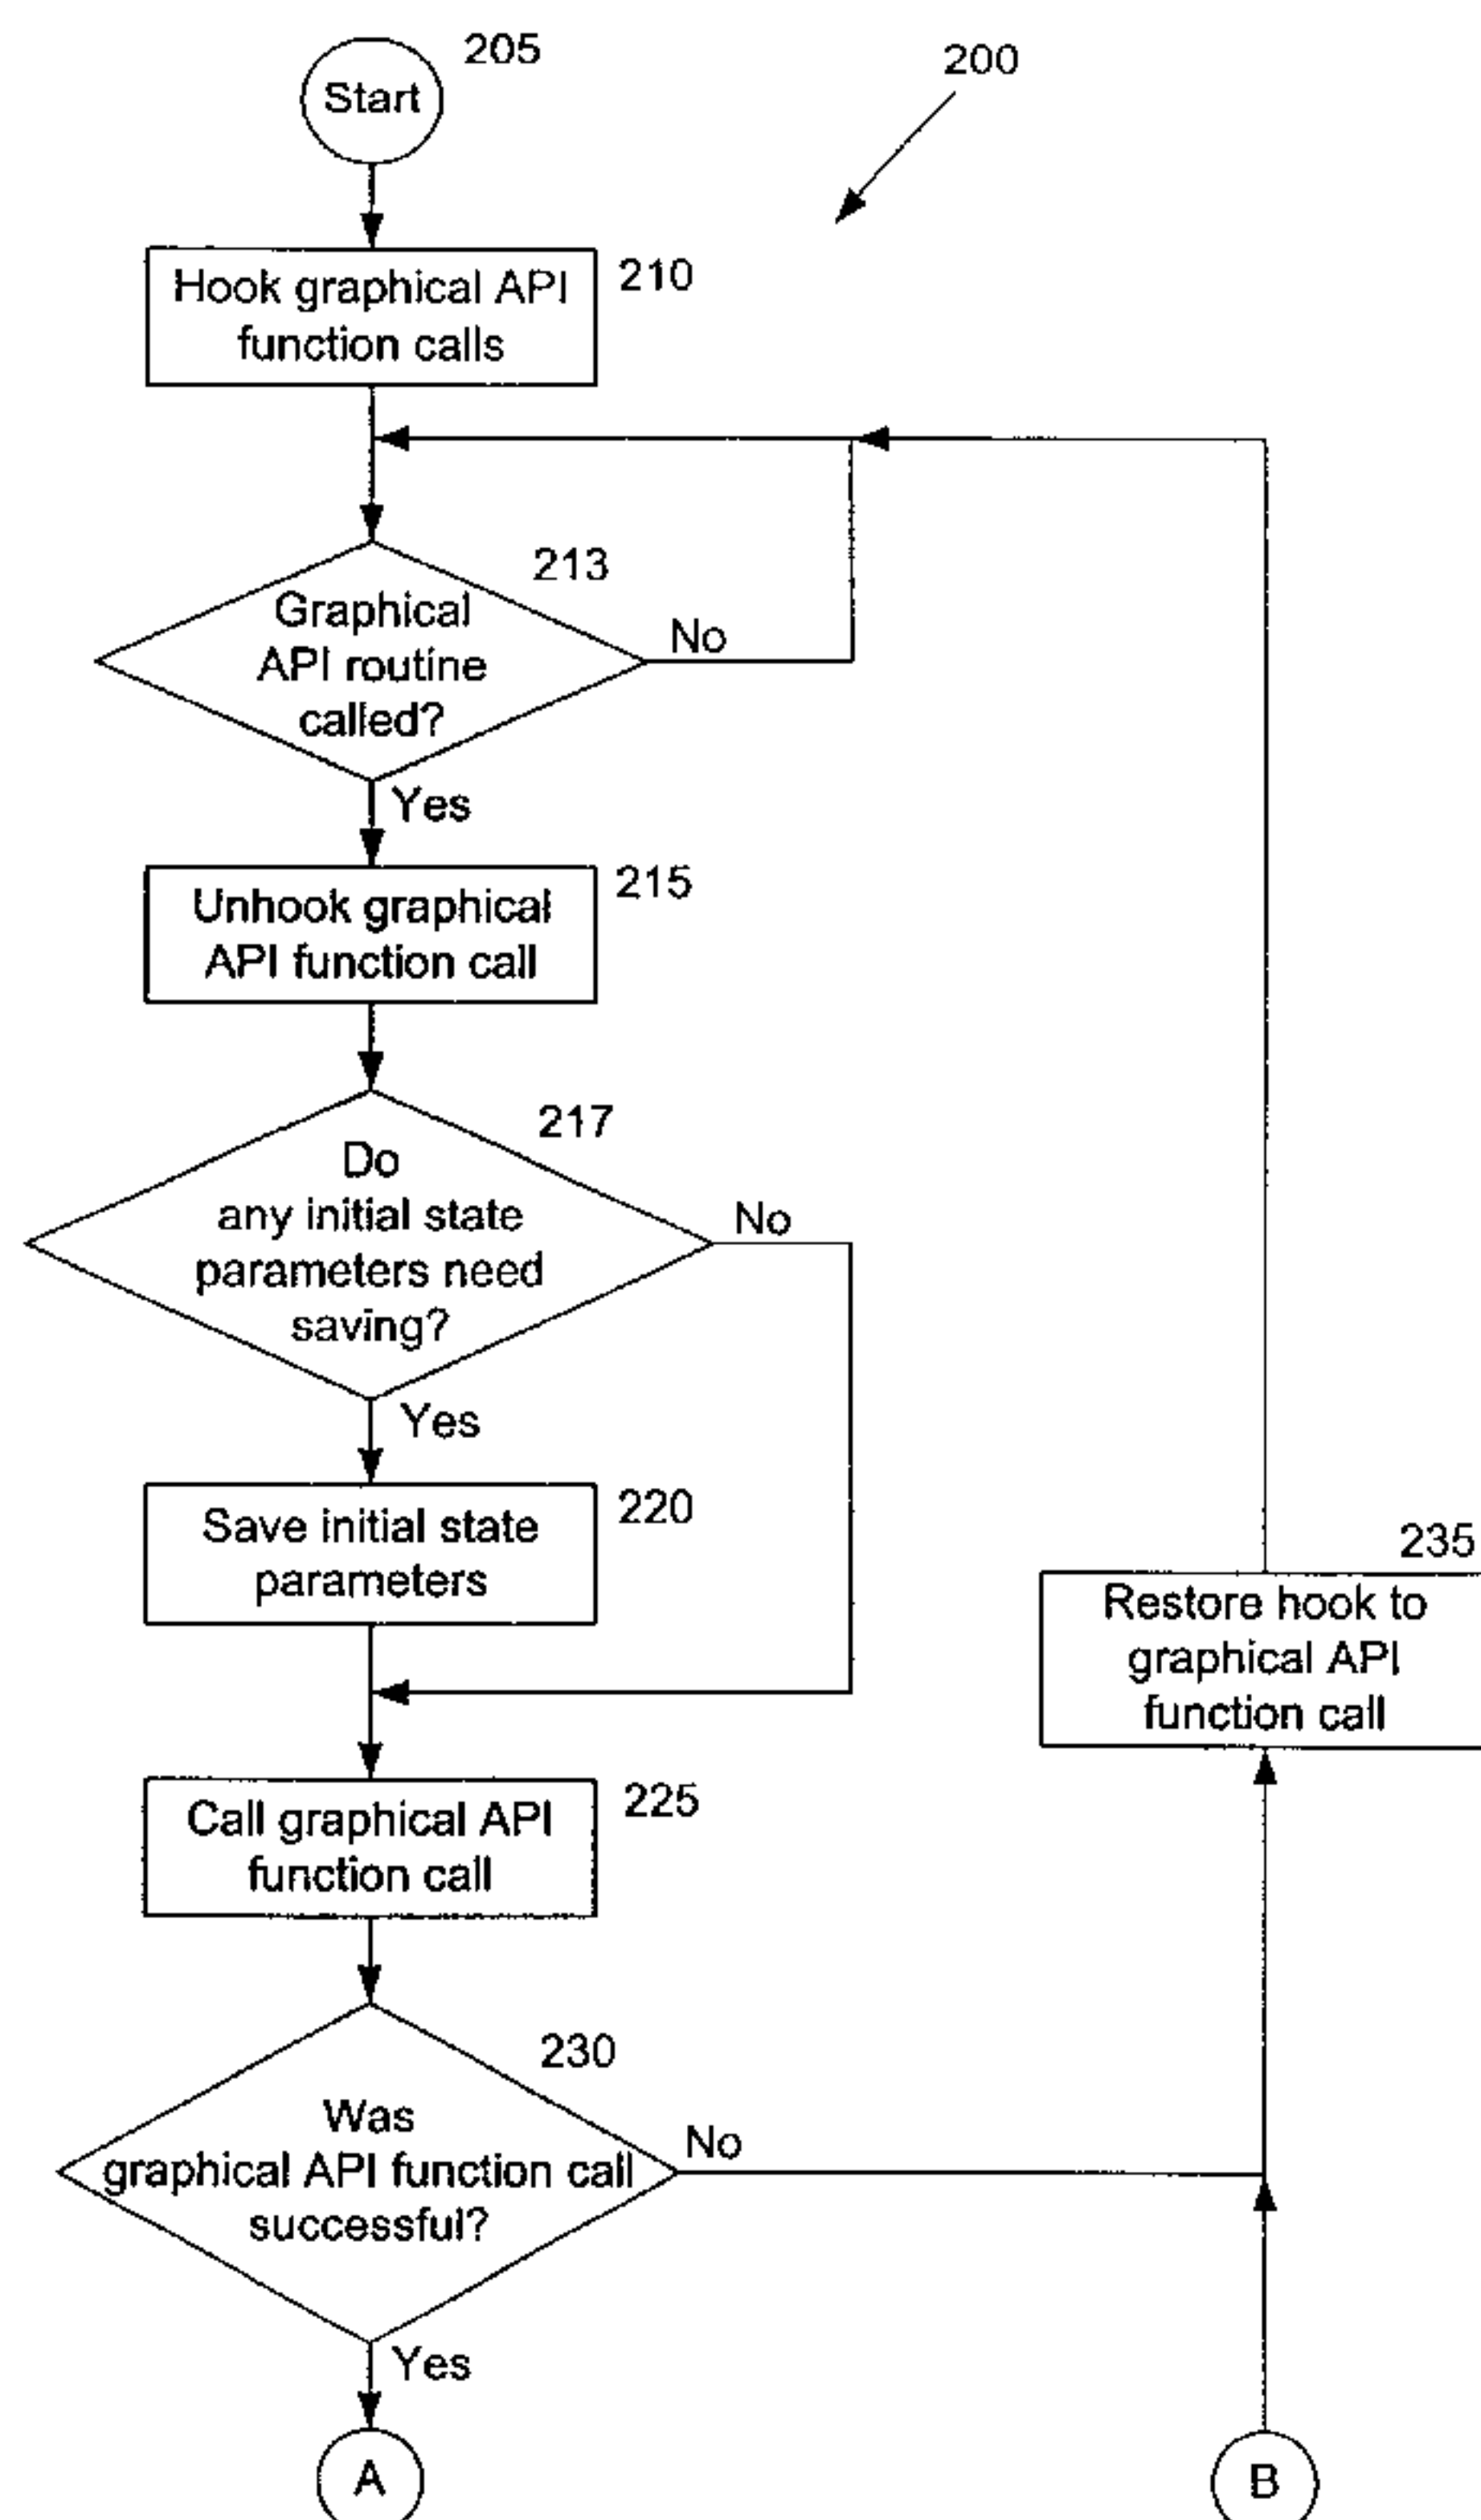 205
Start
200
Hook graphical API
function calls
210
213
Graphical
API routine
called?
No
Yes
Unhook graphical
API function call
215
217
Do
any initial state
parameters need
saving?
No
Yes
Save initial state
parameters
220
235
Restore hook to
graphical API
function call
Call graphical API
function call
225
230
Was
graphical API function call
successful?
No
Yes
A
B